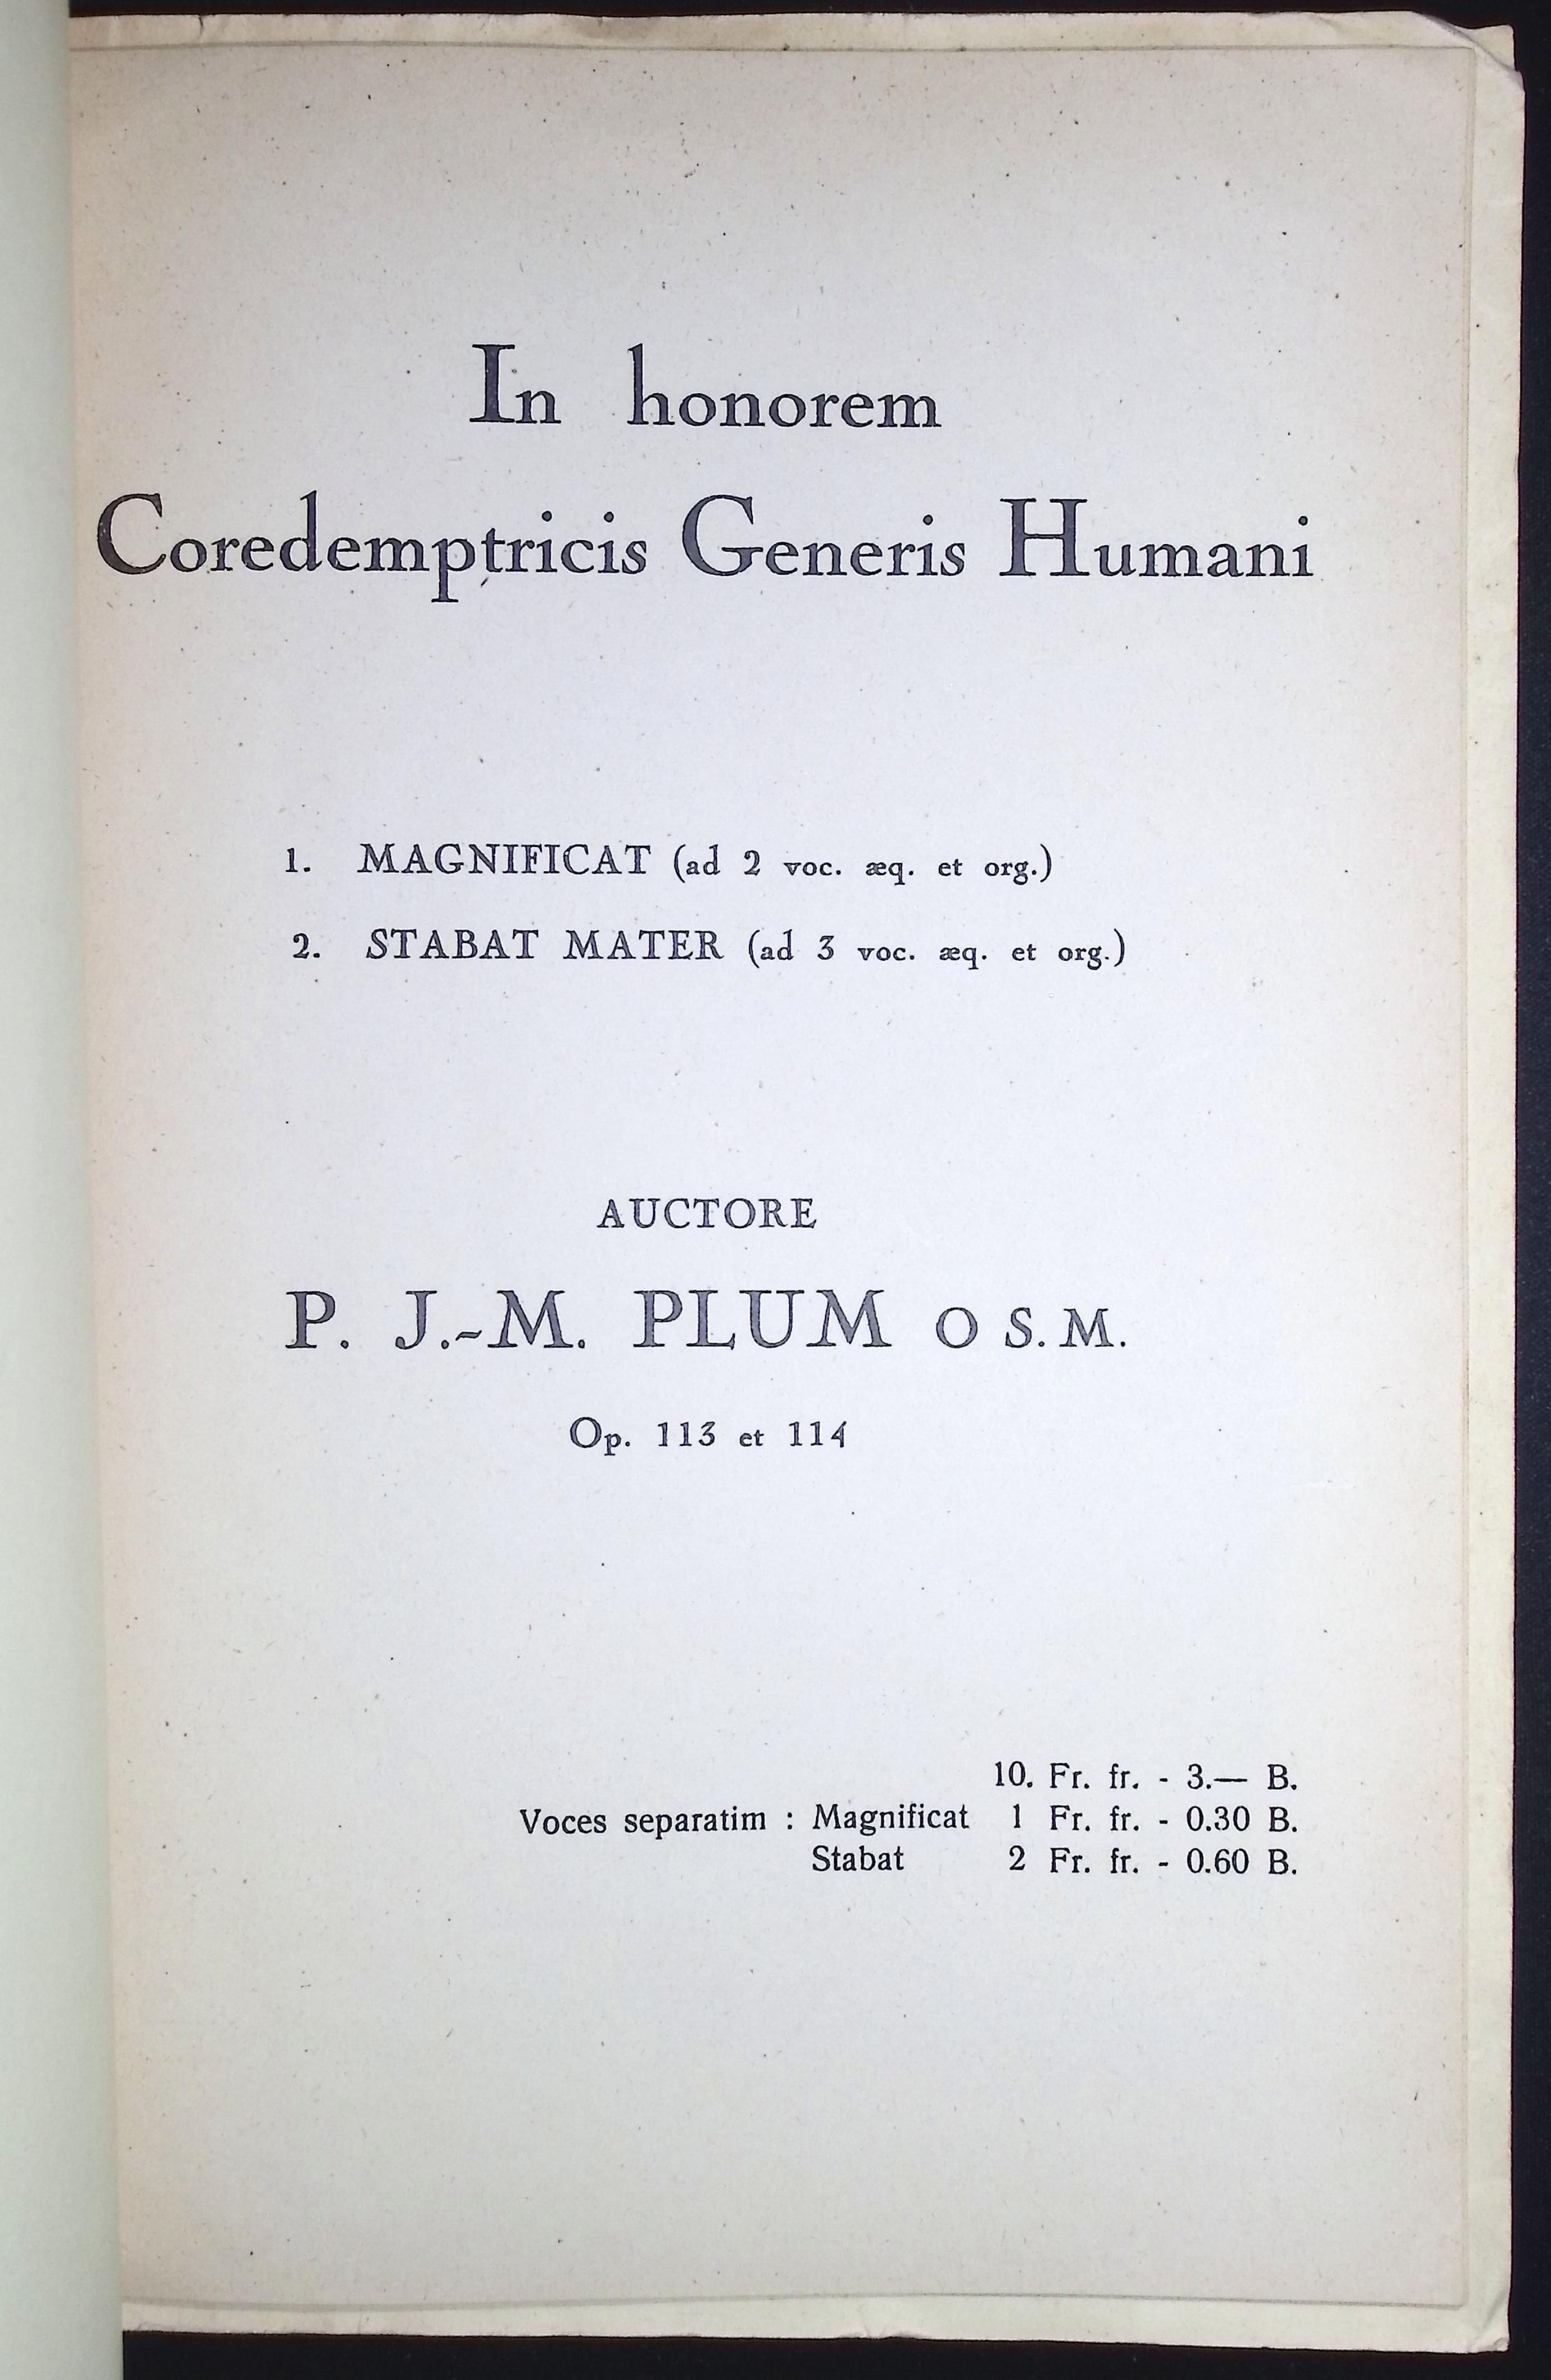 In honorem
Coredemptricis Generis Humani
1. MAGNIFICAT (ad 2 voc. æq. et org.)
2. STABAT MATER (ad 3 voc. æq. et org.)
AUCTORE
P. J.-M. PLUM O S. M.
Op. 113 et 114
10. Fr. fr. - 3.— B.
Voces separatim : Magnificat 1 Fr. fr. - 0.30 B.
Stabat 2 Fr. fr. - 0.60 B.